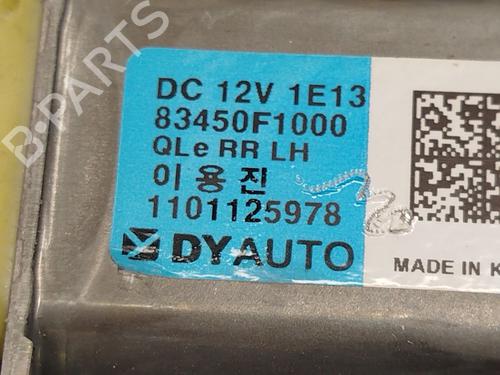 B-PARTS
DC 12V 1E13
83450F1000
QLe RR LH
이용진
1101125978
DYAUTO
MADE IN K